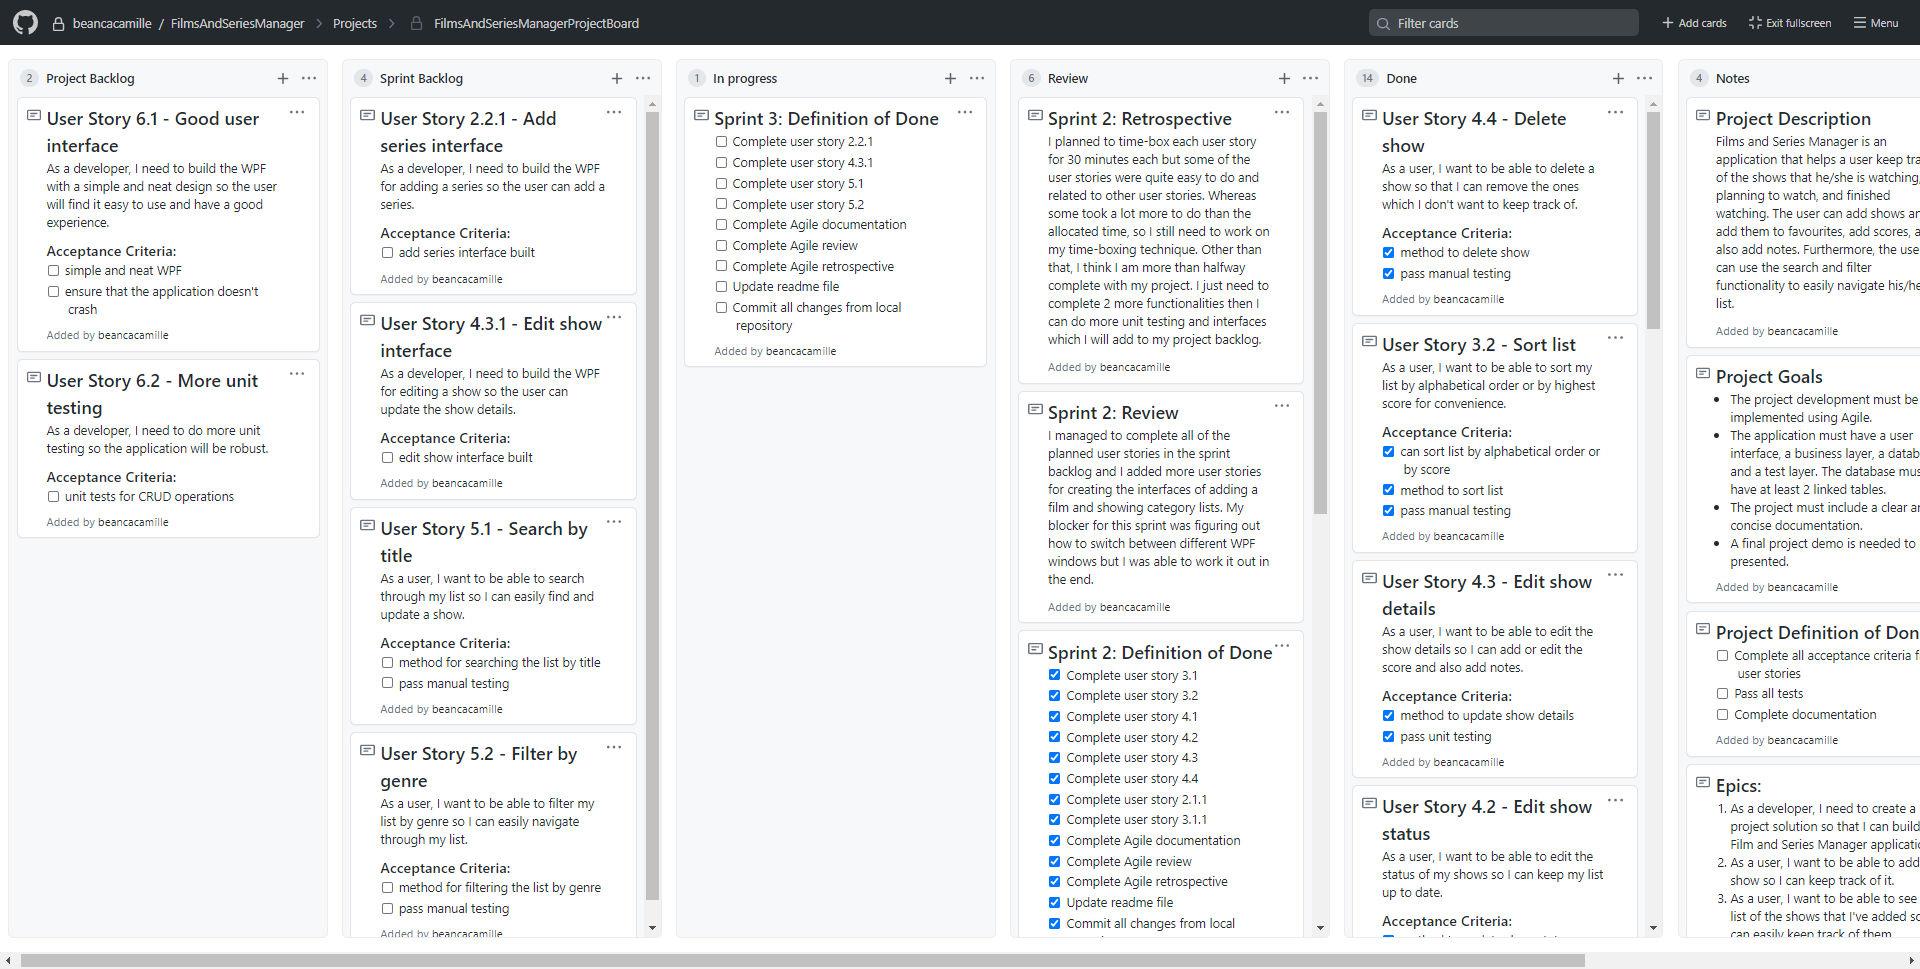 beancacamille / FilmsAndSeriesManager
Projects
FilmsAndSeriesManagerProjectBoard
Filter cards
Add cards
Exit fullscreen
Menu
2 Project Backlog
User Story 6.1 - Good user
interface
As a developer, I need to build the WPF
with a simple and neat design so the user
will find it easy to use and have a good
experience.
Acceptance Criteria:
simple and neat WPF
ensure that the application doesn't
crash
Added by beancacamille
User Story 6.2 - More unit
testing
As a developer, I need to do more unit
testing so the application will be robust.
Acceptance Criteria:
unit tests for CRUD operations
Added by beancacamille
4 Sprint Backlog
User Story 2.2.1 - Add
series interface
As a developer, I need to build the WPF
for adding a series so the user can add a
series.
Acceptance Criteria:
add series interface built
Added by beancacamille
User Story 4.3.1 - Edit show
interface
As a developer, I need to build the WPF
for editing a show so the user can
update the show details.
Acceptance Criteria:
edit show interface built
Added by beancacamille
User Story 5.1 - Search by
title
As a user, I want to be able to search
through my list so I can easily find and
update a show.
Acceptance Criteria:
method for searching the list by title
pass manual testing
Added by beancacamille
User Story 5.2 - Filter by
genre
As a user, I want to be able to filter my
list by genre so I can easily navigate
through my list.
Acceptance Criteria:
method for filtering the list by genre
pass manual testing
Added by beancacamille
1 In progress
Sprint 3: Definition of Done
Complete user story 2.2.1
Complete user story 4.3.1
Complete user story 5.1
Complete user story 5.2
Complete Agile documentation
Complete Agile review
Complete Agile retrospective
Update readme file
Commit all changes from local
repository
Added by beancacamille
6 Review
Sprint 2: Retrospective
I planned to time-box each user story
for 30 minutes each but some of the
user stories were quite easy to do and
related to other user stories. Whereas
some took a lot more to do than the
allocated time, so I still need to work on
my time-boxing technique. Other than
that, I think I am more than halfway
complete with my project. I just need to
complete 2 more functionalities then I
can do more unit testing and interfaces
which I will add to my project backlog.
Added by beancacamille
Sprint 2: Review
I managed to complete all of the
planned user stories in the sprint
backlog and I added more user stories
for creating the interfaces of adding a
film and showing category lists. My
blocker for this sprint was figuring out
how to switch between different WPF
windows but I was able to work it out in
the end.
Added by beancacamille
Sprint 2: Definition of Done
Complete user story 3.1
Complete user story 3.2
Complete user story 4.1
Complete user story 4.2
Complete user story 4.3
Complete user story 4.4
Complete user story 2.1.1
Complete user story 3.1.1
Complete Agile documentation
Complete Agile review
Complete Agile retrospective
Update readme file
Commit all changes from local
14 Done
User Story 4.4 - Delete
show
As a user, I want to be able to delete a
show so that I can remove the ones
which I don't want to keep track of.
Acceptance Criteria:
method to delete show
pass manual testing
Added by beancacamille
User Story 3.2 - Sort list
As a user, I want to be able to sort my
list by alphabetical order or by highest
score for convenience.
Acceptance Criteria:
can sort list by alphabetical order or
by score
method to sort list
pass manual testing
Added by beancacamille
User Story 4.3 - Edit show
details
As a user, I want to be able to edit the
show details so I can add or edit the
score and also add notes.
Acceptance Criteria:
method to update show details
pass unit testing
Added by beancacamille
User Story 4.2 - Edit show
status
As a user, I want to be able to edit the
status of my shows so I can keep my list
up to date.
Acceptance Criteria:
4 Notes
Project Description
Films and Series Manager is an
application that helps a user keep
of the shows that he/she is watching,
planning to watch, and finished
watching. The user can add shows
add them to favourites, add scores,
also add notes. Furthermore, the
can use the search and filter
functionality to easily navigate
list.
Added by beancacamille
Project Goals
• The project development must be
implemented using Agile.
• The application must have a user
interface, a business layer, a
and a test layer. The database
have at least 2 linked tables.
• The project must include a clear
concise documentation.
• A final project demo is needed to
presented.
Added by beancacamille
Project Definition of
Complete all acceptance criteria
user stories
Pass all tests
Complete documentation
Added by beancacamille
Epics:
1. As a developer, I need to create a
project solution so that I can build
Film and Series Manager
2. As a user, I want to be able to add
show so I can keep track of it.
3. As a user, I want to be able to see
list of the shows that I've added
can easily keep track of them